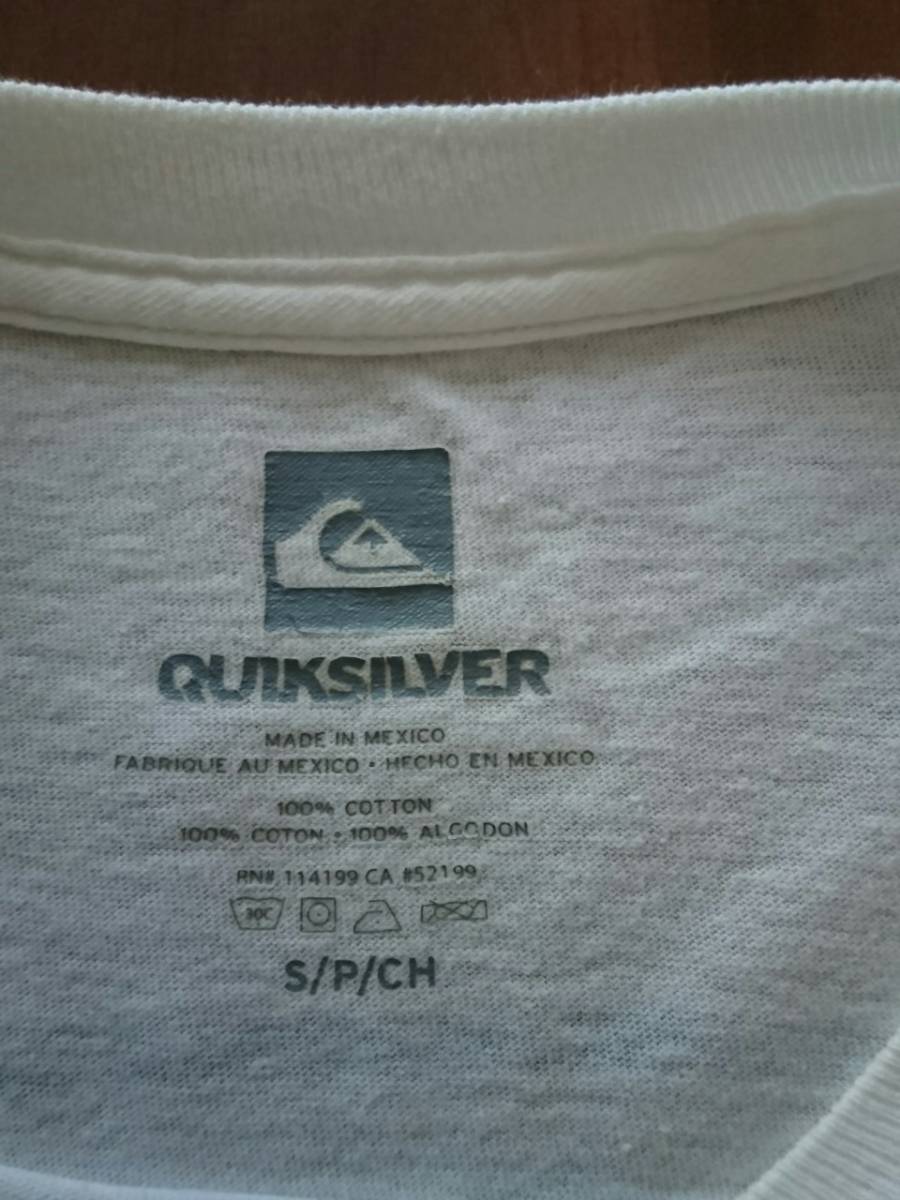 QUIKSILVER
MADE IN MEXICO
FABRIQUE AU MEXICO • HECHO EN MEXICO
100% COTTON
100% COTON • 100% ALGODON
RN# 114199 CA #52199
30C
S/P/CH